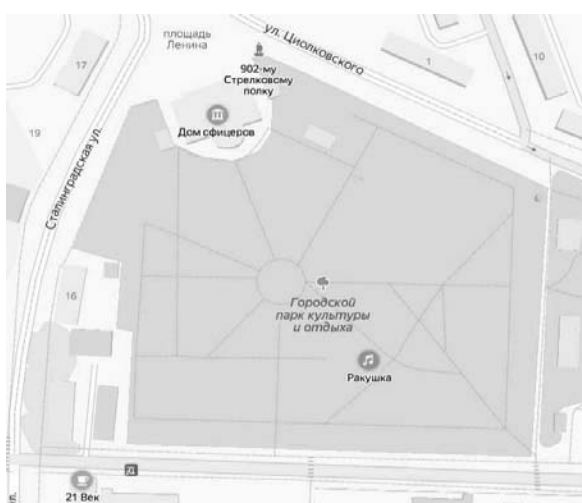 площадь
Ленина
ул. Циолковского
1
10
17
902-му
Стрелковому
полку
Дом офицеров
19
Сталинградская ул.
16
Городской
парк культуры
и отдыха
Ракушка
21 Век
ул.